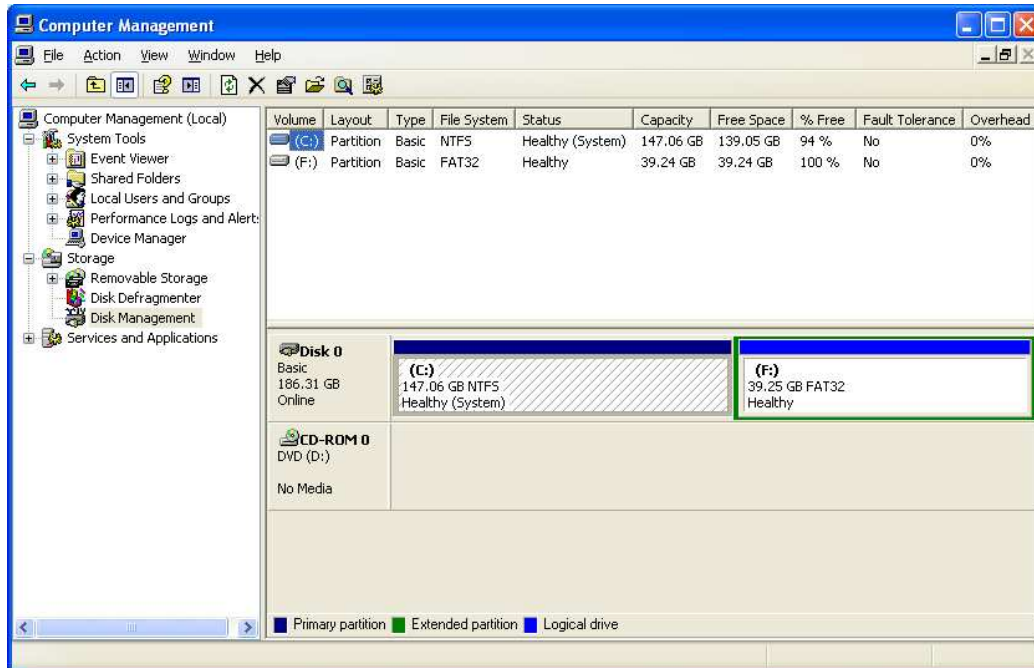 Computer Management
File Action View Window Help
Computer Management (Local)
System Tools
Event Viewer
Shared Folders
Local Users and Groups
Performance Logs and Alert:
Device Manager
Storage
Removable Storage
Disk Defragmenter
Disk Management
Services and Applications
Volume Layout Type File System Status Capacity Free Space % Free Fault Tolerance Overhead
(C:) Partition Basic NTFS Healthy (System) 147.06 GB 139.05 GB 94 % No 0%
(F:) Partition Basic FAT32 Healthy 39.24 GB 39.24 GB 100 % No 0%
Disk 0
Basic
186.31 GB
Online
(C:)
147.06 GB NTFS
Healthy (System)
(F:)
39.25 GB FAT32
Healthy
CD-ROM 0
DVD (D:)
No Media
Primary partition Extended partition Logical drive